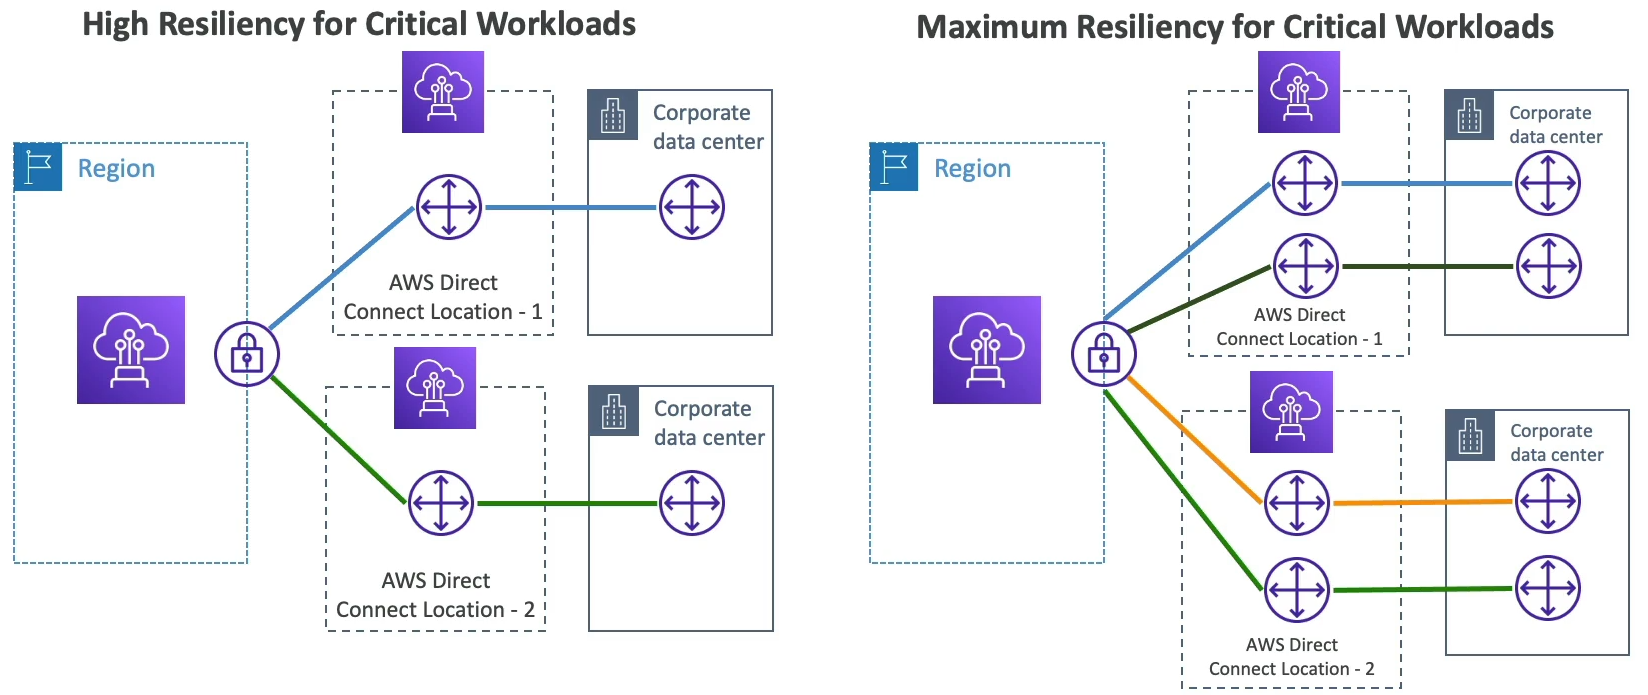 High Resiliency for Critical Workloads
Region
Corporate
data center
AWS Direct
Connect Location - 1
Corporate
data center
AWS Direct
Connect Location - 2
Maximum Resiliency for Critical Workloads
Region
Corporate
data center
AWS Direct
Connect Location - 1
Corporate
data center
AWS Direct
Connect Location - 2